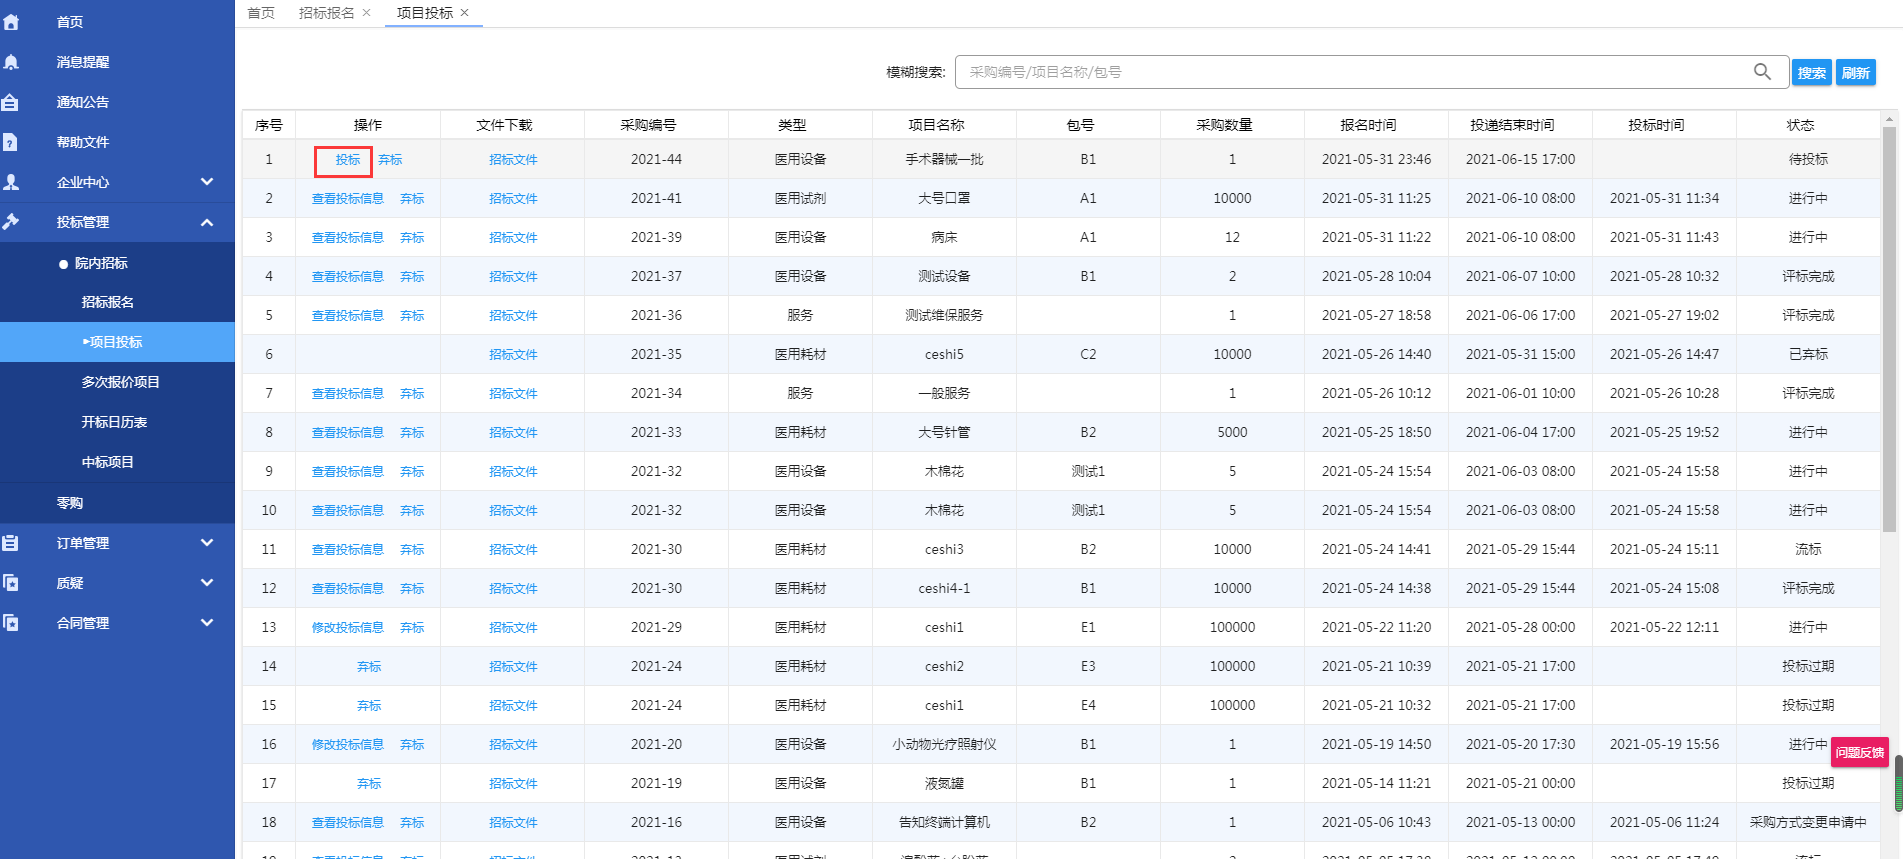 首页
消息提醒
通知公告
帮助文件
企业中心
投标管理
院内招标
招标报名
项目投标
多次报价项目
开标日历表
中标项目
零购
订单管理
质疑
合同管理
首页 招标报名 × 项目投标 ×
模糊搜索: 采购编号/项目名称/包号 搜索 刷新
序号 操作 文件下载 采购编号 类型 项目名称 包号 采购数量 报名时间 投递结束时间 投标时间 状态
1 投标 弃标 招标文件 2021-44 医用设备 手术器械一批 B1 1 2021-05-31 23:46 2021-06-15 17:00 待投标
2 查看投标信息 弃标 招标文件 2021-41 医用试剂 大号口罩 A1 10000 2021-05-31 11:25 2021-06-10 08:00 2021-05-31 11:34 进行中
3 查看投标信息 弃标 招标文件 2021-39 医用设备 病床 A1 12 2021-05-31 11:22 2021-06-10 08:00 2021-05-31 11:43 进行中
4 查看投标信息 弃标 招标文件 2021-37 医用设备 测试设备 B1 2 2021-05-28 10:04 2021-06-07 10:00 2021-05-28 10:32 评标完成
5 查看投标信息 弃标 招标文件 2021-36 服务 测试维保服务 1 2021-05-27 18:58 2021-06-06 17:00 2021-05-27 19:02 评标完成
6 招标文件 2021-35 医用耗材 ceshi5 C2 10000 2021-05-26 14:40 2021-05-31 15:00 2021-05-26 14:47 已弃标
7 查看投标信息 弃标 招标文件 2021-34 服务 一般服务 1 2021-05-26 10:12 2021-06-01 10:00 2021-05-26 10:28 评标完成
8 查看投标信息 弃标 招标文件 2021-33 医用耗材 大号针管 B2 5000 2021-05-25 18:50 2021-06-04 17:00 2021-05-25 19:52 进行中
9 查看投标信息 弃标 招标文件 2021-32 医用设备 木棉花 测试1 5 2021-05-24 15:54 2021-06-03 08:00 2021-05-24 15:58 进行中
10 查看投标信息 弃标 招标文件 2021-32 医用设备 木棉花 测试1 5 2021-05-24 15:54 2021-06-03 08:00 2021-05-24 15:58 进行中
11 查看投标信息 弃标 招标文件 2021-30 医用耗材 ceshi3 B2 10000 2021-05-24 14:41 2021-05-29 15:44 2021-05-24 15:11 流标
12 查看投标信息 弃标 招标文件 2021-30 医用耗材 ceshi4-1 B1 10000 2021-05-24 14:38 2021-05-29 15:44 2021-05-24 15:08 评标完成
13 修改投标信息 弃标 招标文件 2021-29 医用耗材 ceshi1 E1 100000 2021-05-22 11:20 2021-05-28 00:00 2021-05-22 12:11 进行中
14 弃标 招标文件 2021-24 医用耗材 ceshi2 E3 100000 2021-05-21 10:39 2021-05-21 17:00 投标过期
15 弃标 招标文件 2021-24 医用耗材 ceshi1 E4 100000 2021-05-21 10:32 2021-05-21 17:00 投标过期
16 修改投标信息 弃标 招标文件 2021-20 医用设备 小动物光疗照射仪 B1 1 2021-05-19 14:50 2021-05-20 17:30 2021-05-19 15:56 进行中
问题反馈
17 弃标 招标文件 2021-19 医用设备 液氮罐 B1 1 2021-05-14 11:21 2021-05-21 00:00 投标过期
18 查看投标信息 弃标 招标文件 2021-16 医用设备 告知终端计算机 B2 1 2021-05-06 10:43 2021-05-13 00:00 2021-05-06 11:24 采购方式变更申请中